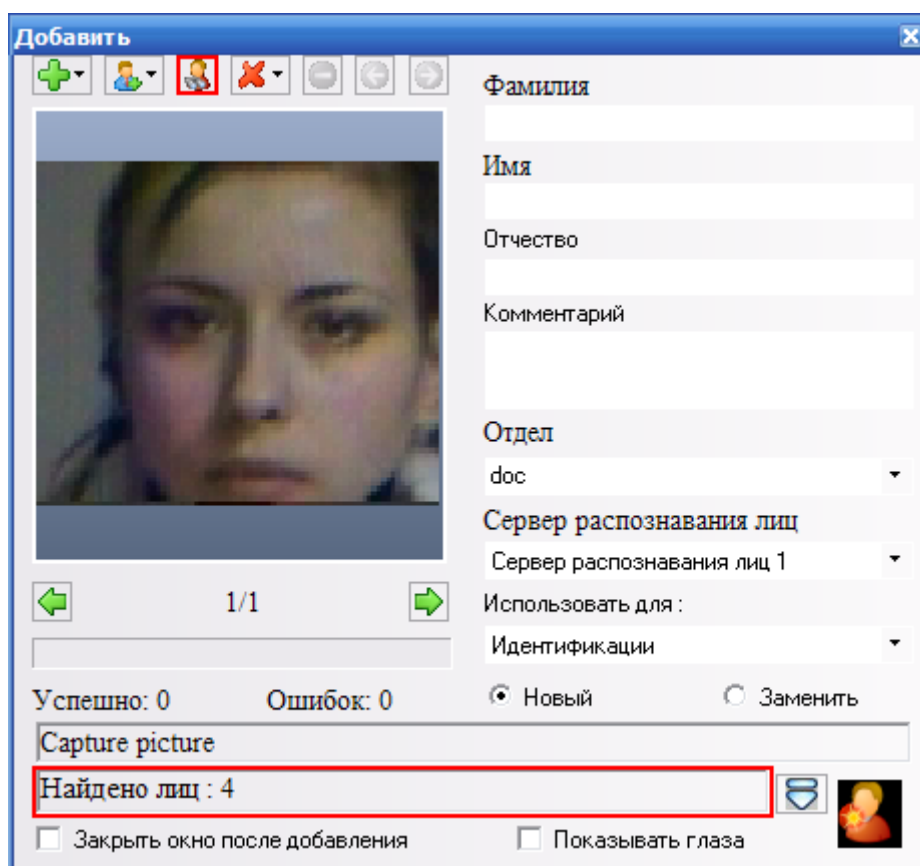 Добавить
Фамилия
Имя
Отчество
Комментарий
Отдел
doc
Сервер распознавания лиц
Сервер распознавания лиц 1
1/1
Использовать для :
Идентификации
Успешно: 0 Ошибок: 0
Новый Заменить
Capture picture
Найдено лиц : 4
Закрыть окно после добавления Показывать глаза